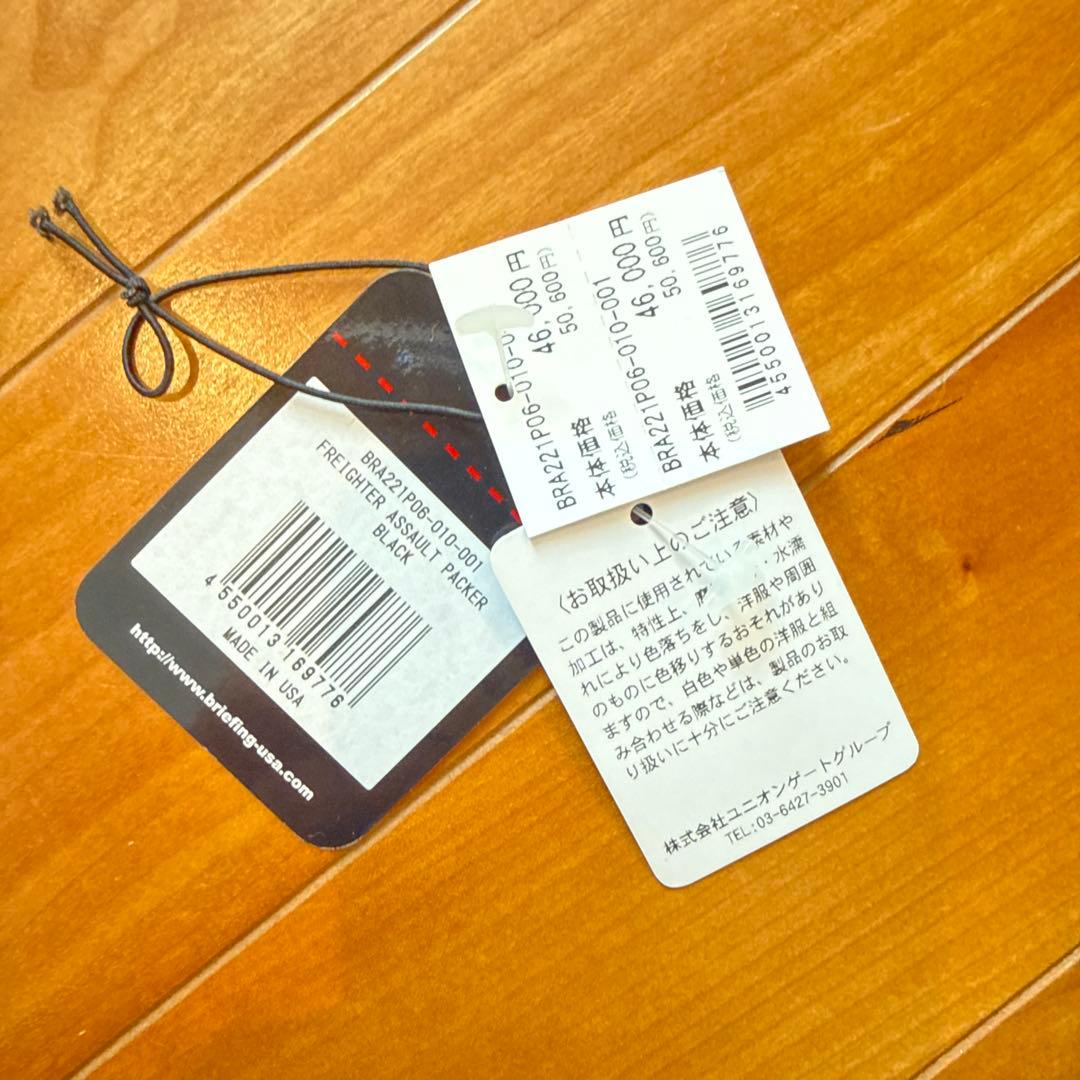 BRA221P06-010-001
FREIGHTER ASSAULT PACKER
BLACK
4 550013 169776
MADE IN USA
http://www.briefing-usa.com
BRA221P06-010-
本体価格 46,000円
(税込価格 50,600円)
BRA221P06-010-001
本体価格 46,000円
(税込価格 50,600円)
4550013169776
〈お取扱い上のご注意〉
この製品に使用されている素材や
加工は、特性上、 水濡
れにより色落ちをし、洋服や周囲
のものに色移りするおそれがあり
ますので、白色や単色の洋服と組
み合わせる際などは、製品のお取
り扱いに十分にご注意ください。
株式会社ユニオンゲートグループ
TEL:03-6427-3901